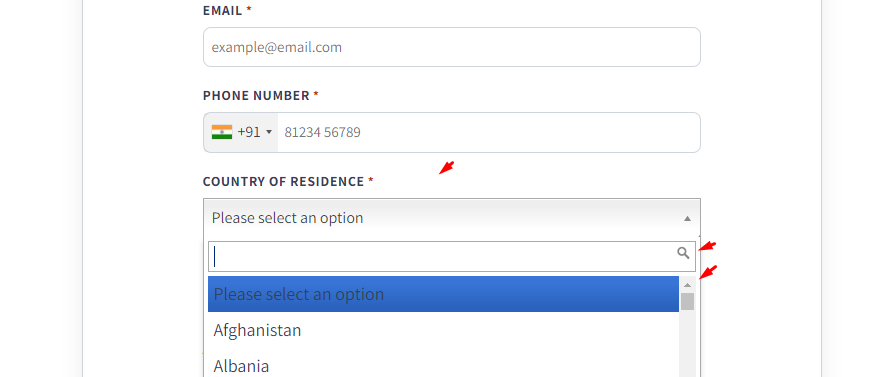 EMAIL *
example@email.com
PHONE NUMBER *
+91 81234 56789
COUNTRY OF RESIDENCE *
Please select an option
Please select an option
Afghanistan
Albania